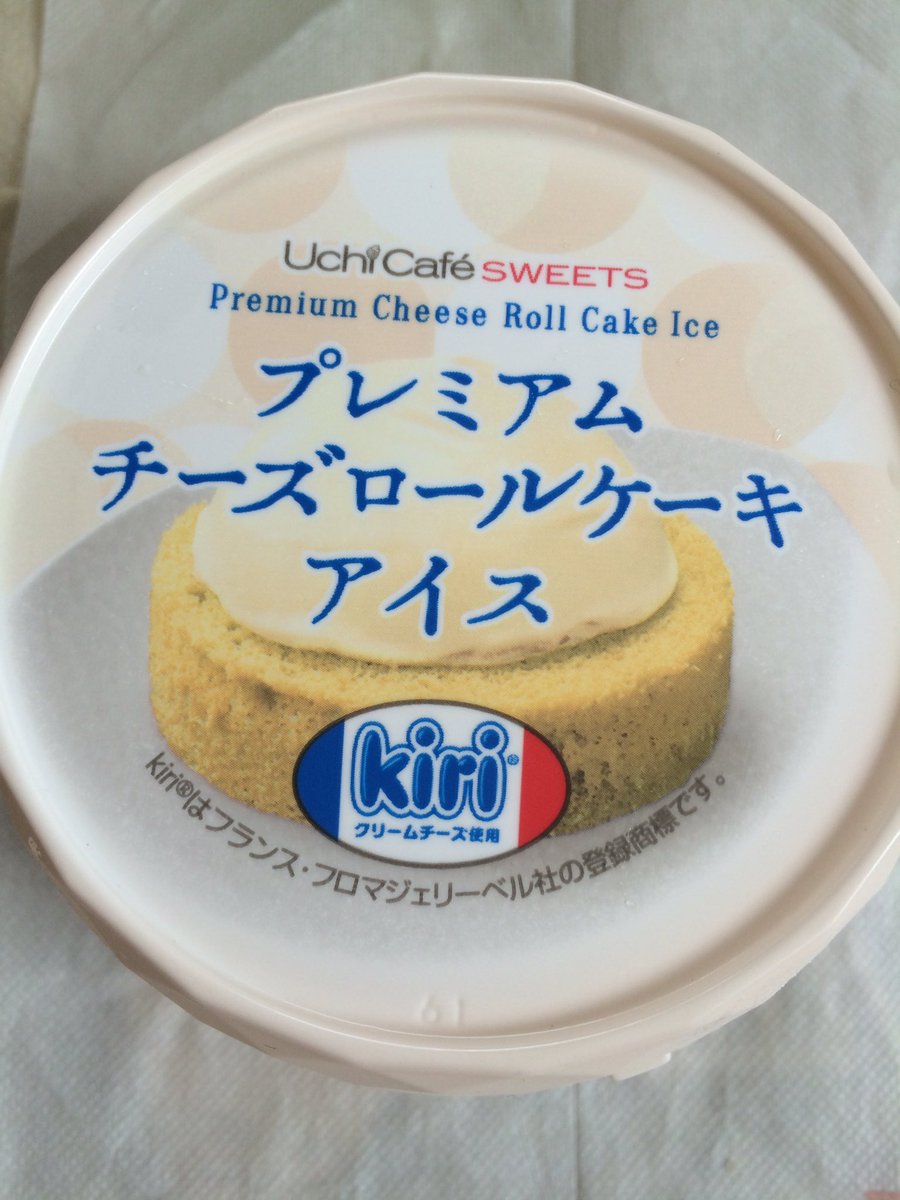 Uchi Café SWEETS
Premium Cheese Roll Cake Ice
プレミアム
チーズロールケーキ
アイス
kiri®
クリームチーズ使用
kiri®はフランス・フロマジェリーベル社の登録商標です。
61